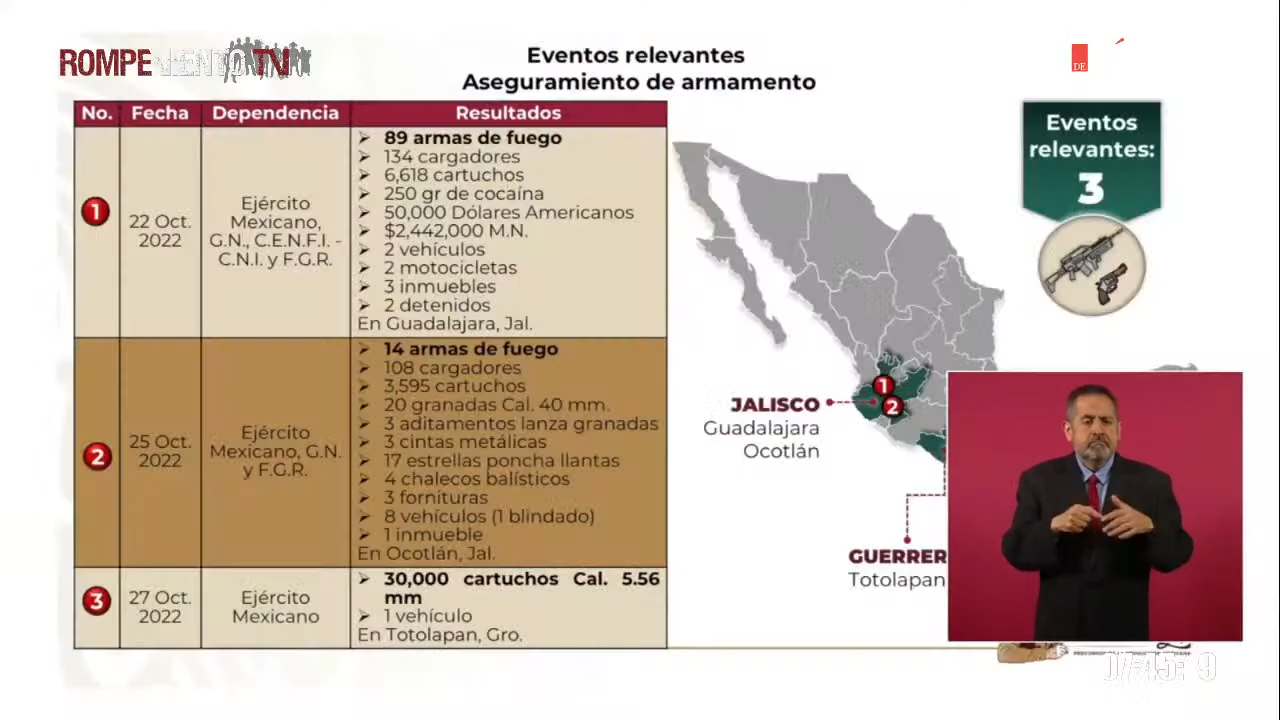 ROMPEVIENTO TV
Eventos relevantes
Aseguramiento de armamento
DE
No. Fecha Dependencia Resultados
1
22 Oct.
2022
Ejército
Mexicano,
G.N., C.E.N.F.I. -
C.N.I. y F.G.R.
➢ 89 armas de fuego
➢ 134 cargadores
➢ 6,618 cartuchos
➢ 250 gr de cocaína
➢ 50,000 Dólares Americanos
➢ $2,442,000 M.N.
➢ 2 vehículos
➢ 2 motocicletas
➢ 3 inmuebles
➢ 2 detenidos
En Guadalajara, Jal.
2
25 Oct.
2022
Ejército
Mexicano, G.N.
y F.G.R.
➢ 14 armas de fuego
➢ 108 cargadores
➢ 3,595 cartuchos
➢ 20 granadas Cal. 40 mm.
➢ 3 aditamentos lanza granadas
➢ 3 cintas metálicas
➢ 17 estrellas poncha llantas
➢ 4 chalecos balísticos
➢ 3 fornituras
➢ 8 vehículos (1 blindado)
➢ 1 inmueble
En Ocotlán, Jal.
3
27 Oct.
2022
Ejército
Mexicano
➢ 30,000 cartuchos Cal. 5.56
mm
➢ 1 vehículo
En Totolapan, Gro.
Eventos
relevantes:
3
1
2
JALISCO
Guadalajara
Ocotlán
GUERRER
Totolapan